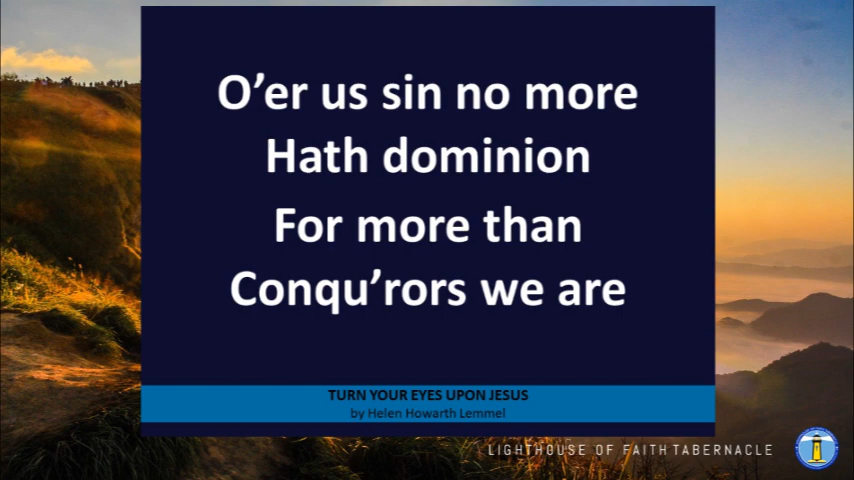 O’er us sin no more
Hath dominion
For more than
Conqu’rors we are
TURN YOUR EYES UPON JESUS
by Helen Howarth Lemmel
LIGHTHOUSE OF FAITH TABERNACLE